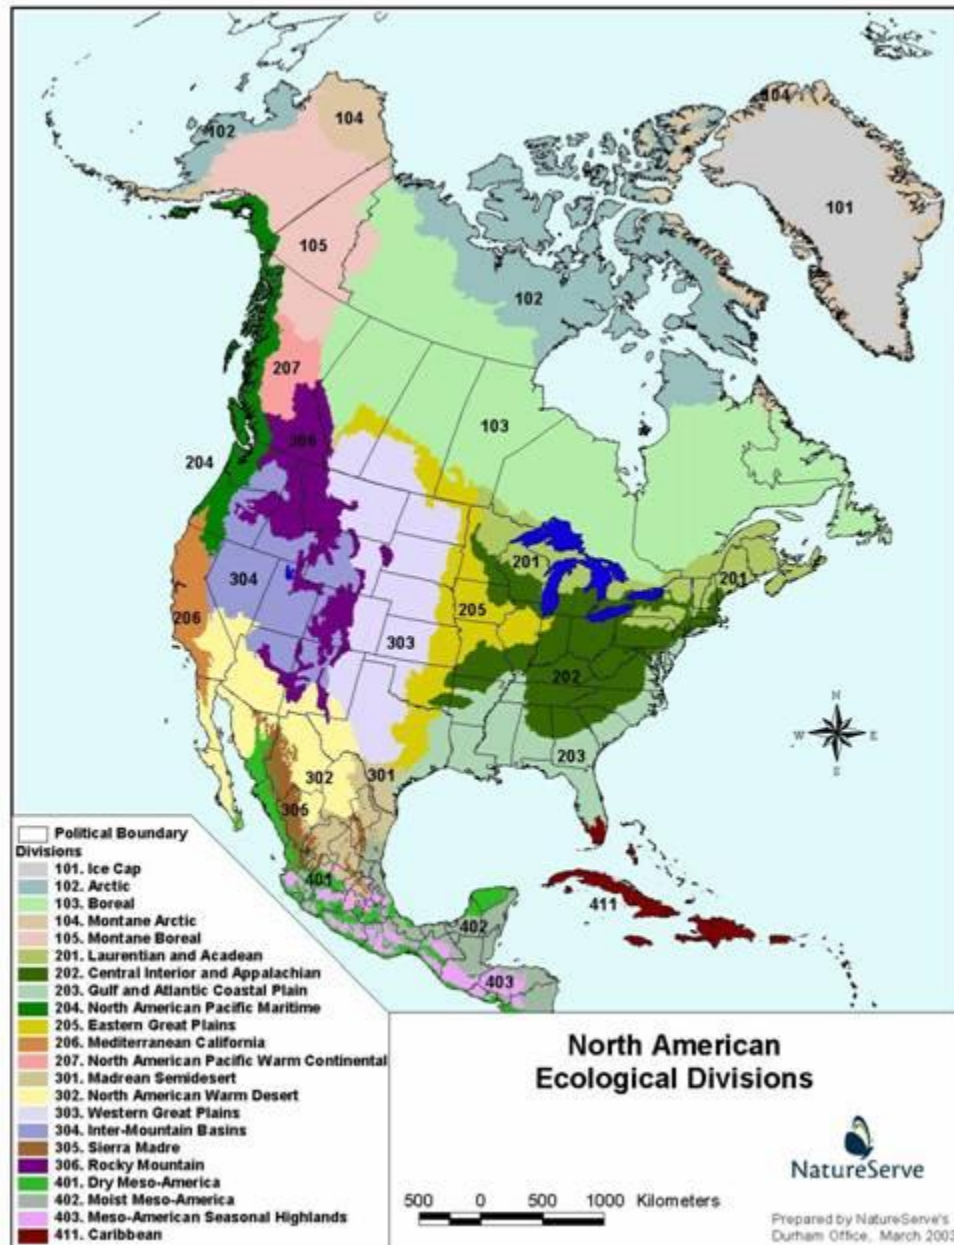 104
102
104
101
105
102
207
103
306
204
201
201
304
205
206
303
202
N
W E
S
203
302
301
305
401
411
402
403
Political Boundary
Divisions
101. Ice Cap
102. Arctic
103. Boreal
104. Montane Arctic
105. Montane Boreal
201. Laurentian and Acadean
202. Central Interior and Appalachian
203. Gulf and Atlantic Coastal Plain
204. North American Pacific Maritime
205. Eastern Great Plains
206. Mediterranean California
207. North American Pacific Warm Continental
301. Madrean Semidesert
302. North American Warm Desert
303. Western Great Plains
304. Inter-Mountain Basins
305. Sierra Madre
306. Rocky Mountain
401. Dry Meso-America
402. Moist Meso-America
403. Meso-American Seasonal Highlands
411. Caribbean
North American
Ecological Divisions
NatureServe
500 0 500 1000 Kilometers
Prepared by NatureServe's
Durham Office, March 2003